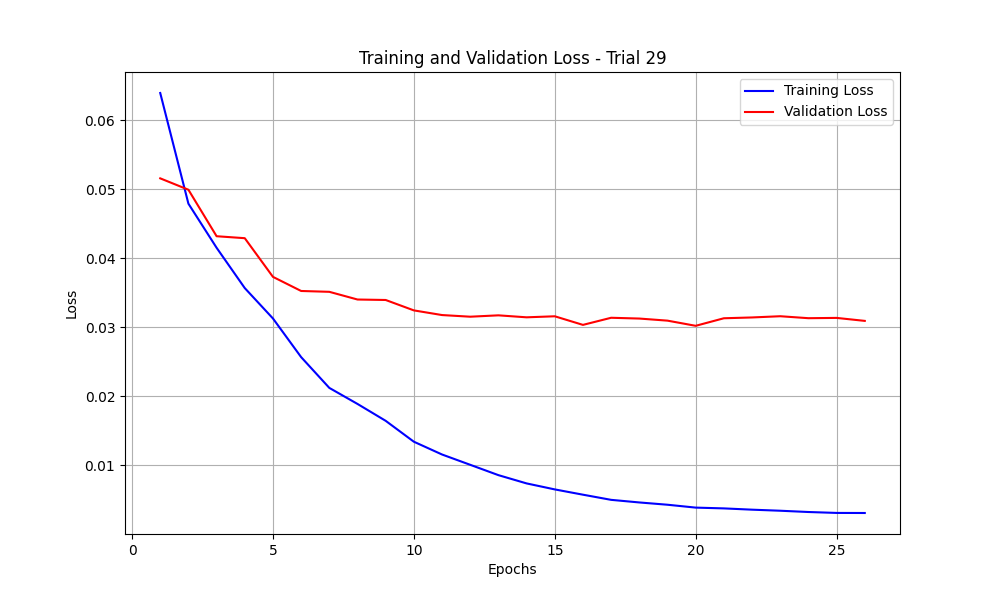 Training and Validation Loss - Trial 29
Training Loss
Validation Loss
0.06
0.05
0.04
0.03
0.02
0.01
Loss
0 5 10 15 20 25
Epochs